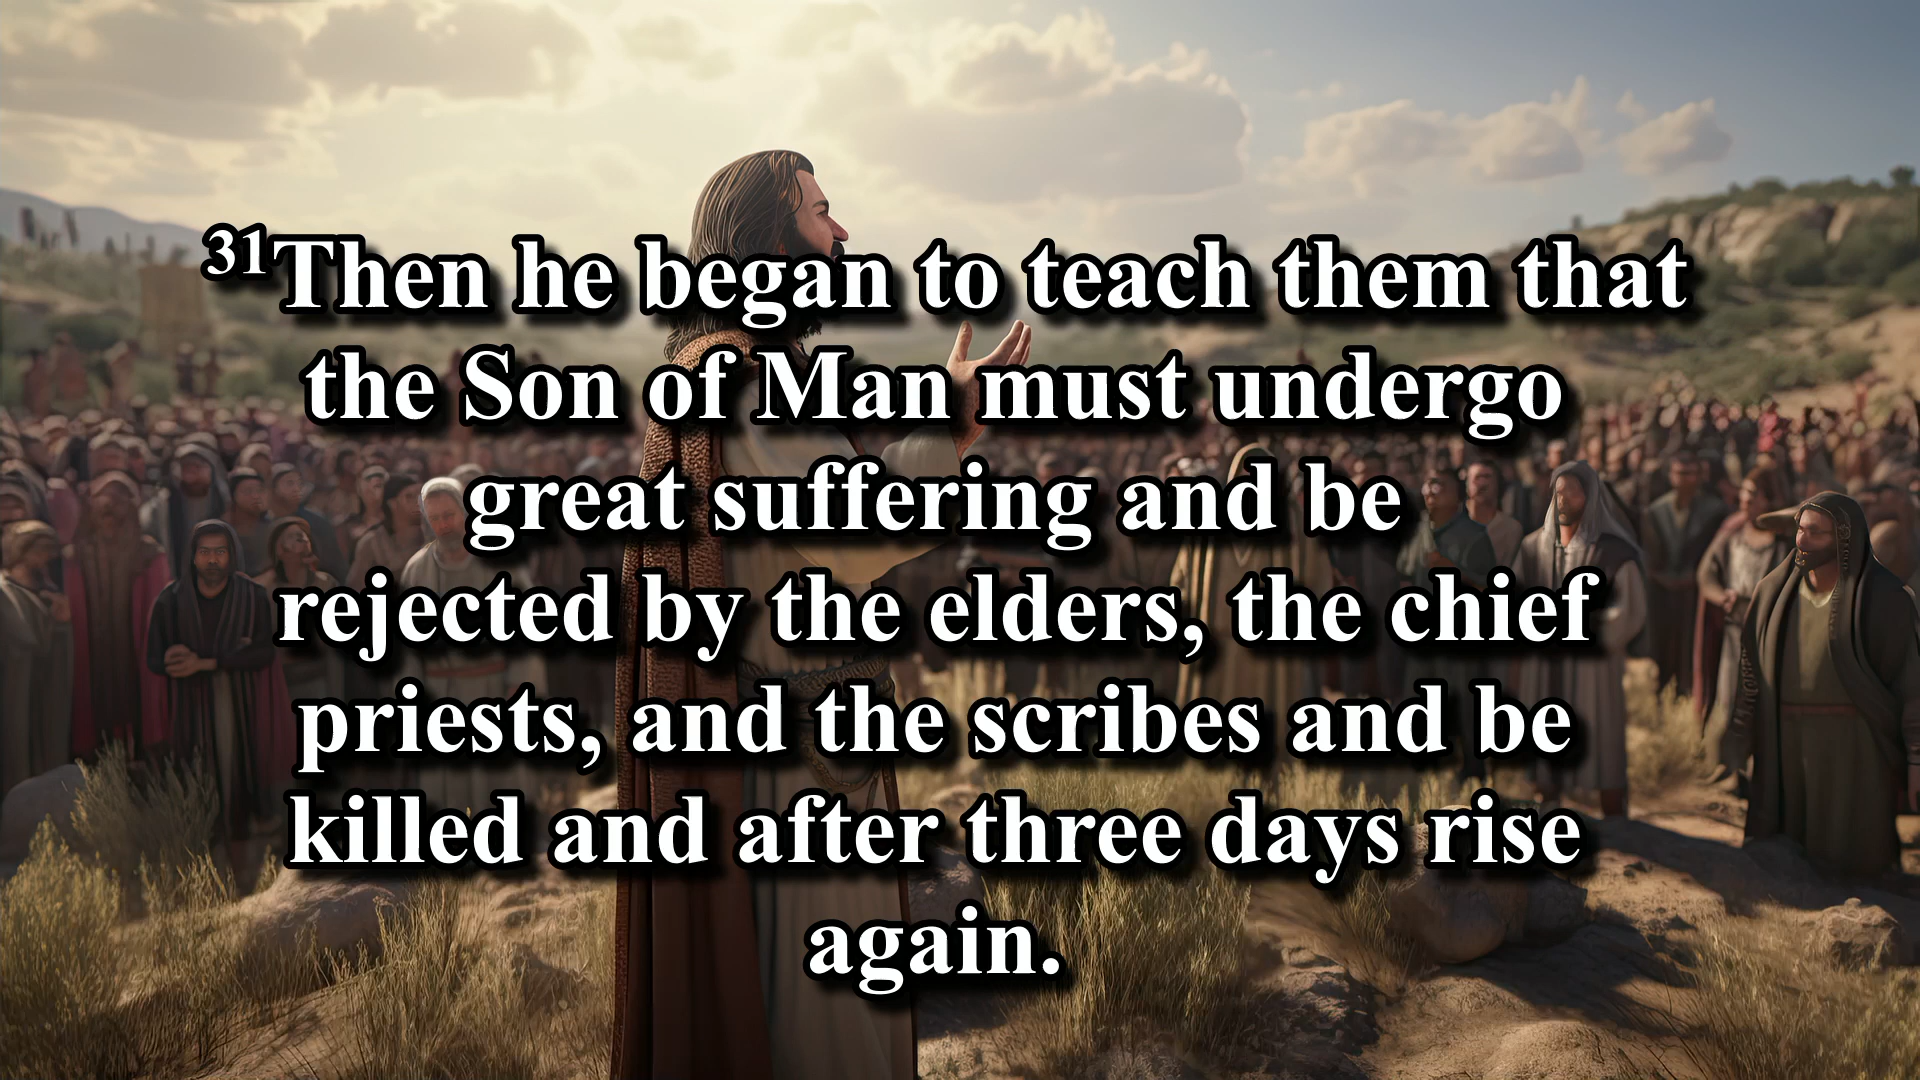 31Then he began to teach them that
the Son of Man must undergo
great suffering and be
rejected by the elders, the chief
priests, and the scribes and be
killed and after three days rise
again.